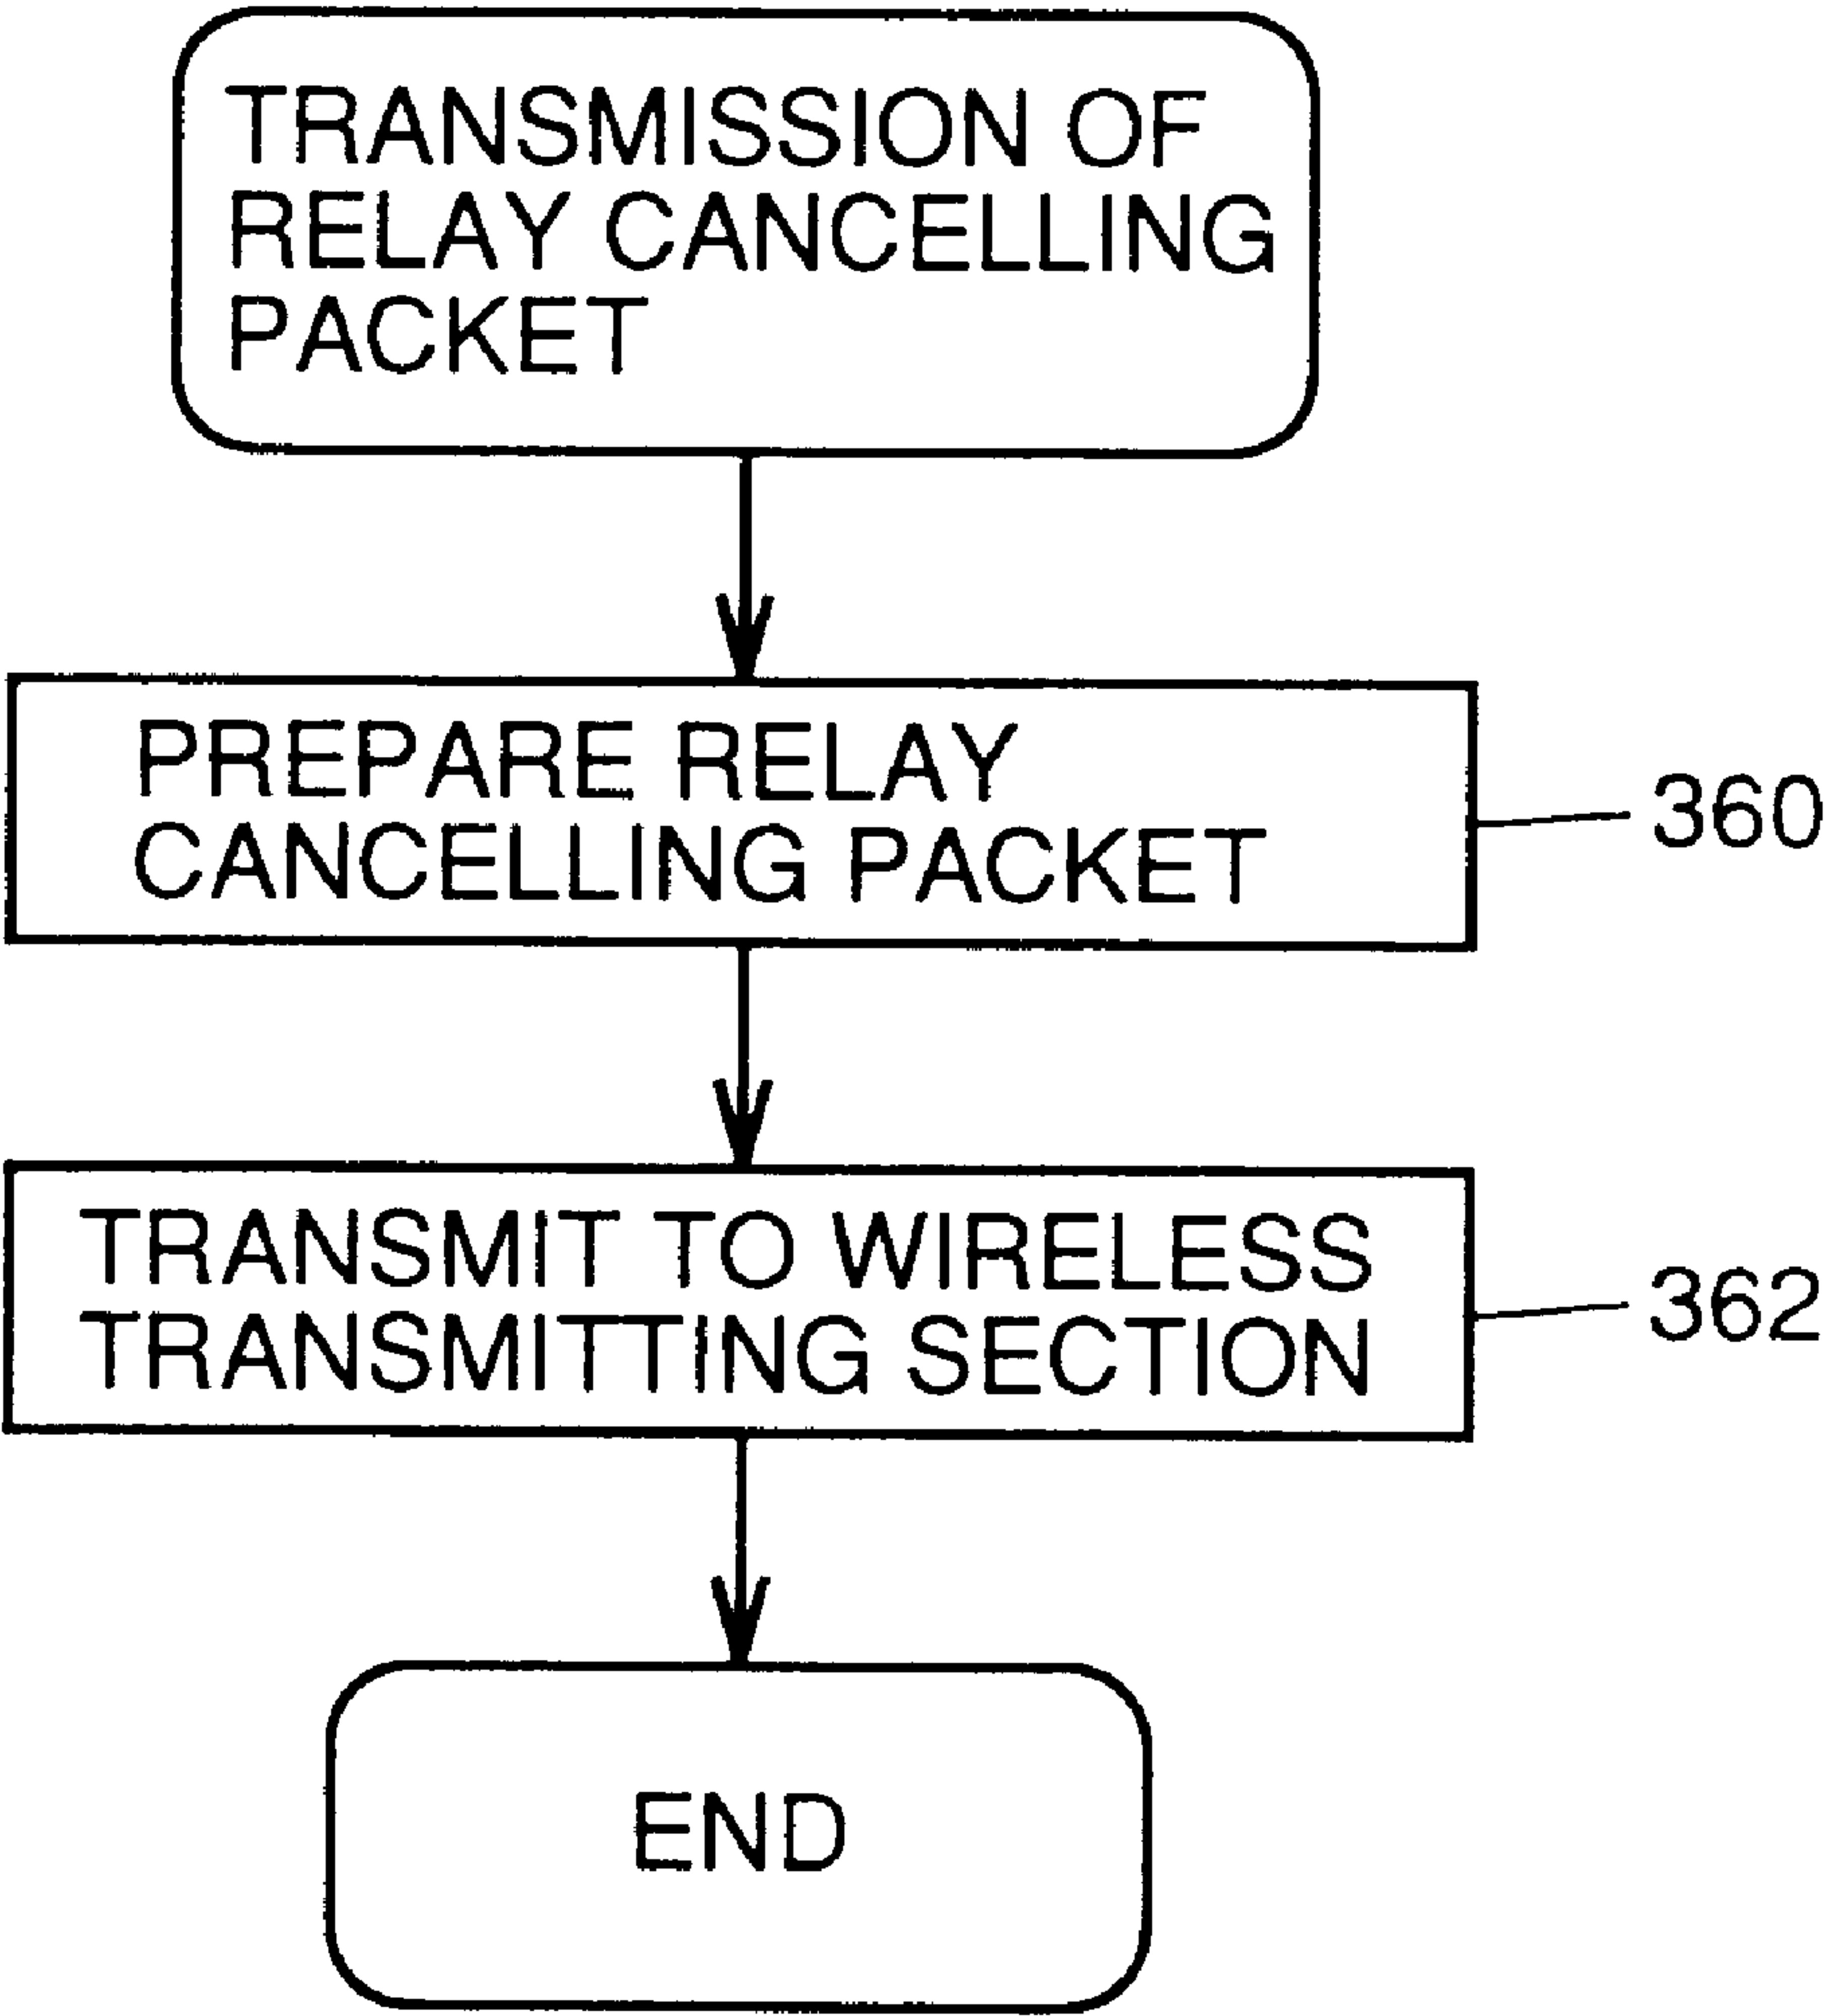 TRANSMISSION OF
RELAY CANCELLING
PACKET
PREPARE RELAY
CANCELLING PACKET
360
TRANSMIT TO WIRELESS
TRANSMITTING SECTION
362
END